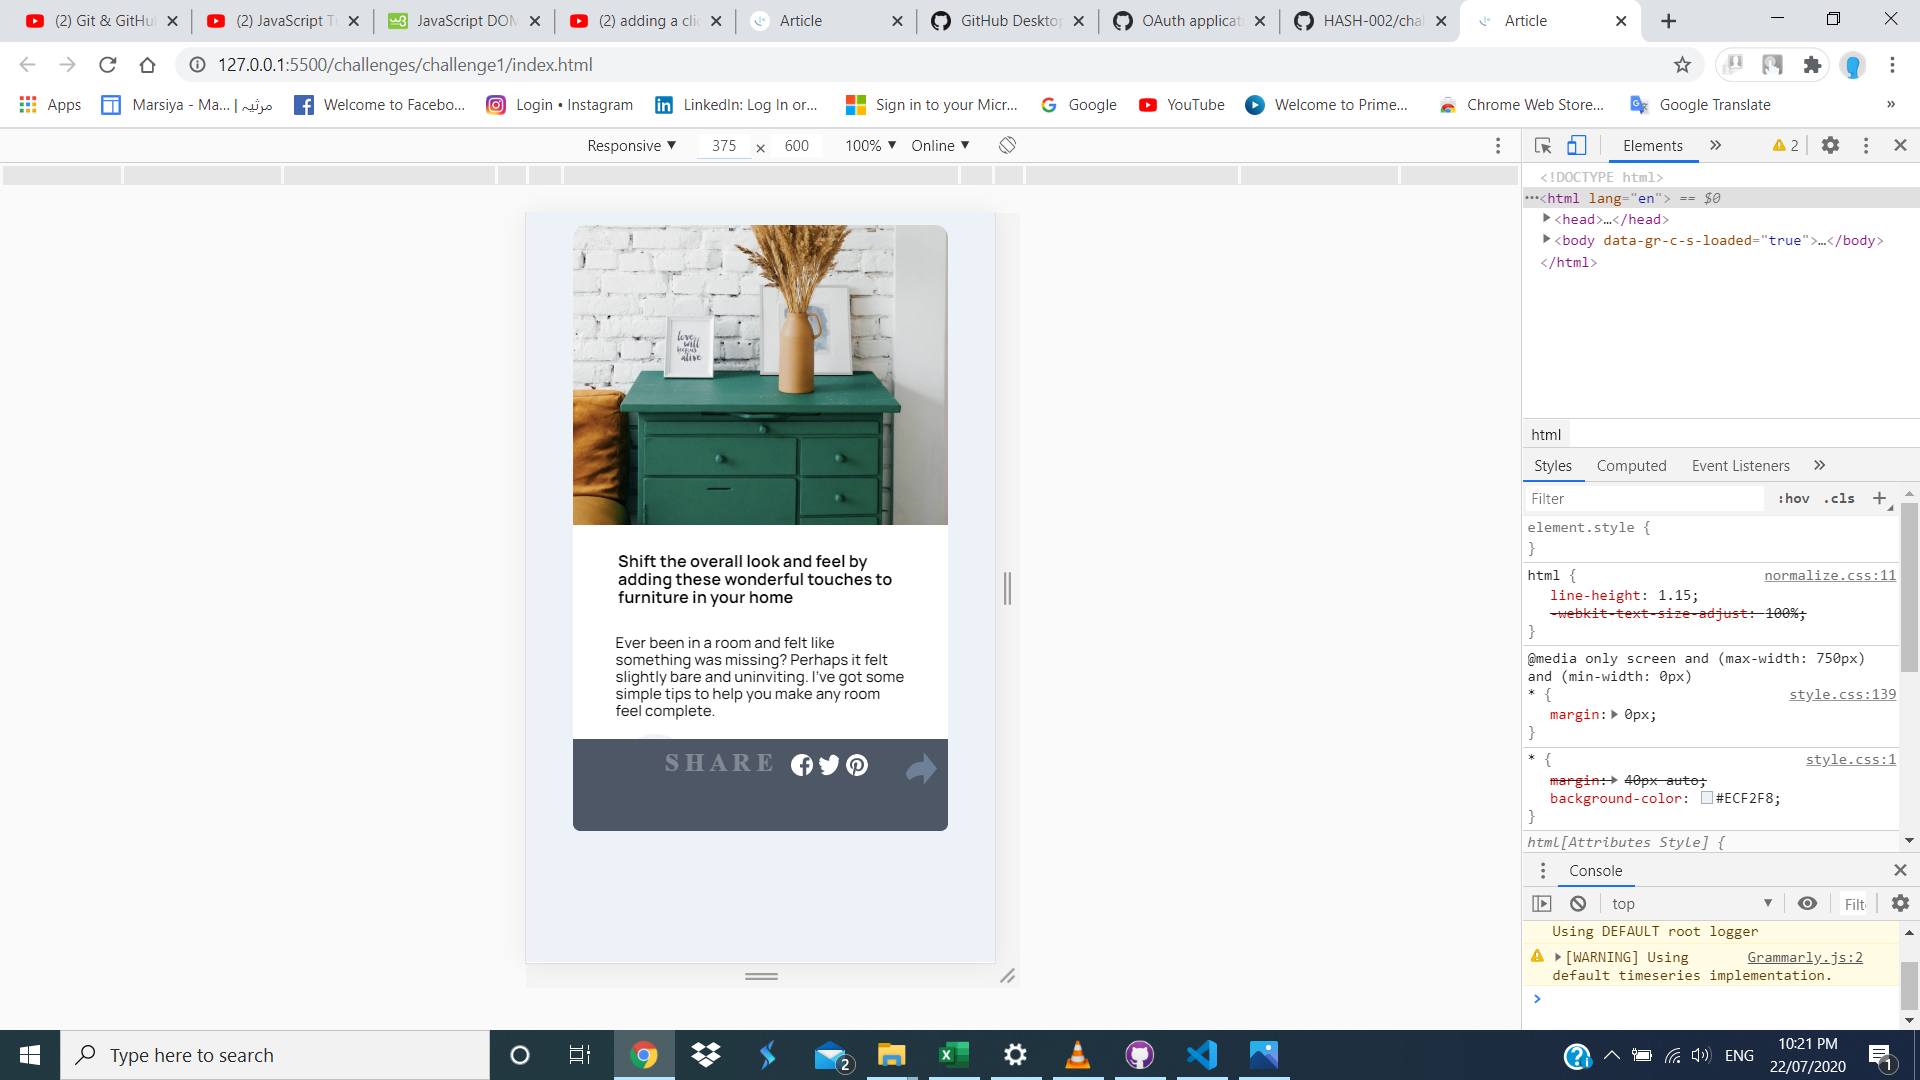 (2) Git & GitHu
(2) JavaScript T
JavaScript DOM
(2) adding a cli
Article
GitHub Deskto
OAuth applicat
HASH-002/chal
Article
127.0.0.1:5500/challenges/challenge1/index.html
Apps
Marsiya - Ma... | مرثیہ
Welcome to Facebo...
Login • Instagram
LinkedIn: Log In or...
Sign in to your Micr...
Google
YouTube
Welcome to Prime...
Chrome Web Store...
Google Translate
»
Responsive ▼ 375 × 600 100% ▼ Online ▼
Elements » 2
<!DOCTYPE html>
⋯<html lang="en"> == $0
<head>…</head>
<body data-gr-c-s-loaded="true">…</body>
</html>
html
Styles Computed Event Listeners »
Filter :hov .cls +
element.style {
}
html { normalize.css:11
line-height: 1.15;
-webkit-text-size-adjust: 100%;
}
@media only screen and (max-width: 750px)
and (min-width: 0px)
* { style.css:139
margin: 0px;
}
* { style.css:1
margin: 40px auto;
background-color: #ECF2F8;
}
html[Attributes Style] {
Console
top ▼ Filt
Using DEFAULT root logger
[WARNING] Using Grammarly.js:2
default timeseries implementation.
>
love
will
keep us
alive
Shift the overall look and feel by
adding these wonderful touches to
furniture in your home
Ever been in a room and felt like
something was missing? Perhaps it felt
slightly bare and uninviting. I've got some
simple tips to help you make any room
feel complete.
SHARE
Type here to search
2
ENG
10:21 PM
22/07/2020
1